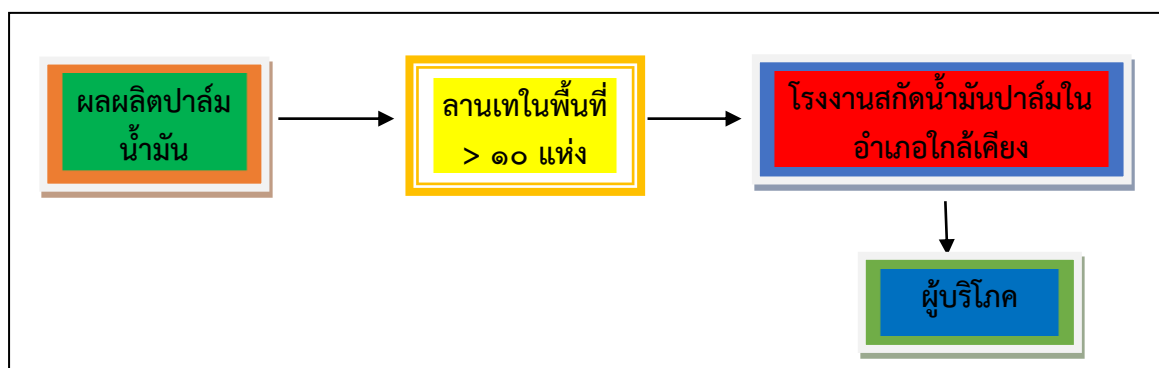 ผลผลิตปาล์ม
น้ำมัน
ลานเทในพื้นที่
> ๑๐ แห่ง
โรงงานสกัดน้ำมันปาล์มใน
อำเภอใกล้เคียง
ผู้บริโภค